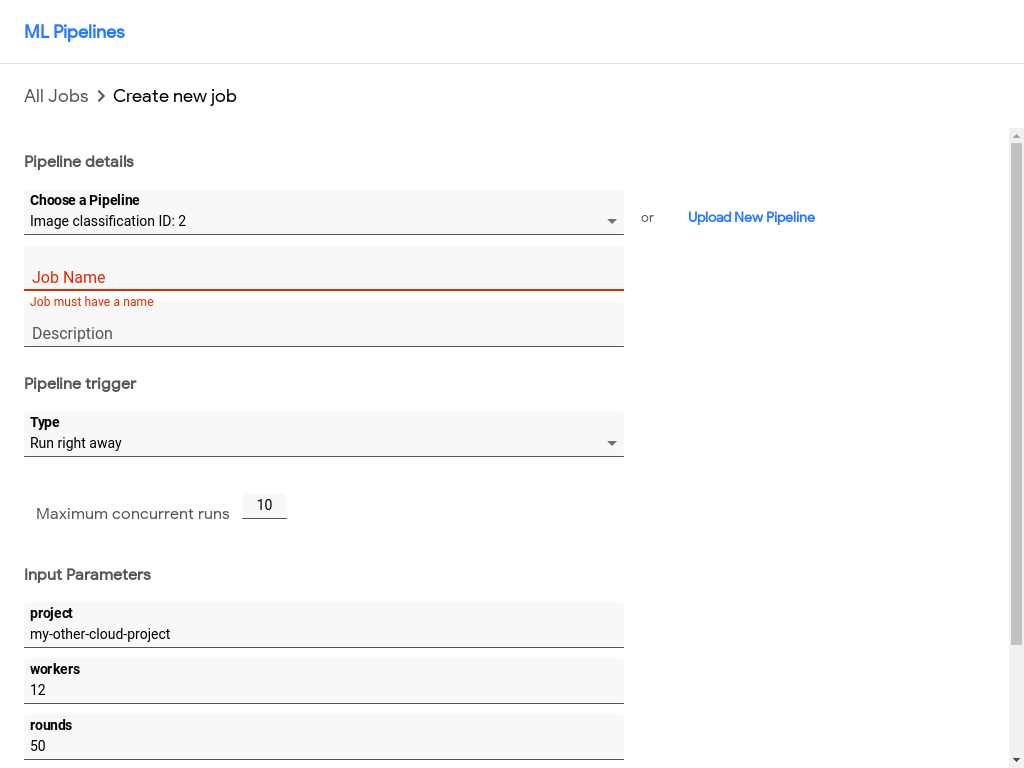 ML Pipelines
All Jobs > Create new job
Pipeline details
Choose a Pipeline
Image classification ID: 2
or
Upload New Pipeline
Job Name
Job must have a name
Description
Pipeline trigger
Type
Run right away
Maximum concurrent runs 10
Input Parameters
project
my-other-cloud-project
workers
12
rounds
50